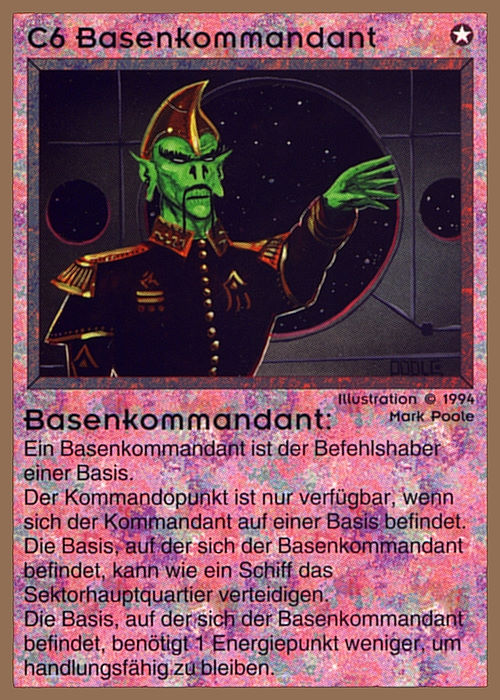 C6 Basenkommandant
POOLE
Illustration © 1994
Mark Poole
Basenkommandant:
Ein Basenkommandant ist der Befehlshaber
einer Basis.
Der Kommandopunkt ist nur verfügbar, wenn
sich der Kommandant auf einer Basis befindet.
Die Basis, auf der sich der Basenkommandant
befindet, kann wie ein Schiff das
Sektorhauptquartier verteidigen.
Die Basis, auf der sich der Basenkommandant
befindet, benötigt 1 Energiepunkt weniger, um
handlungsfähig zu bleiben.